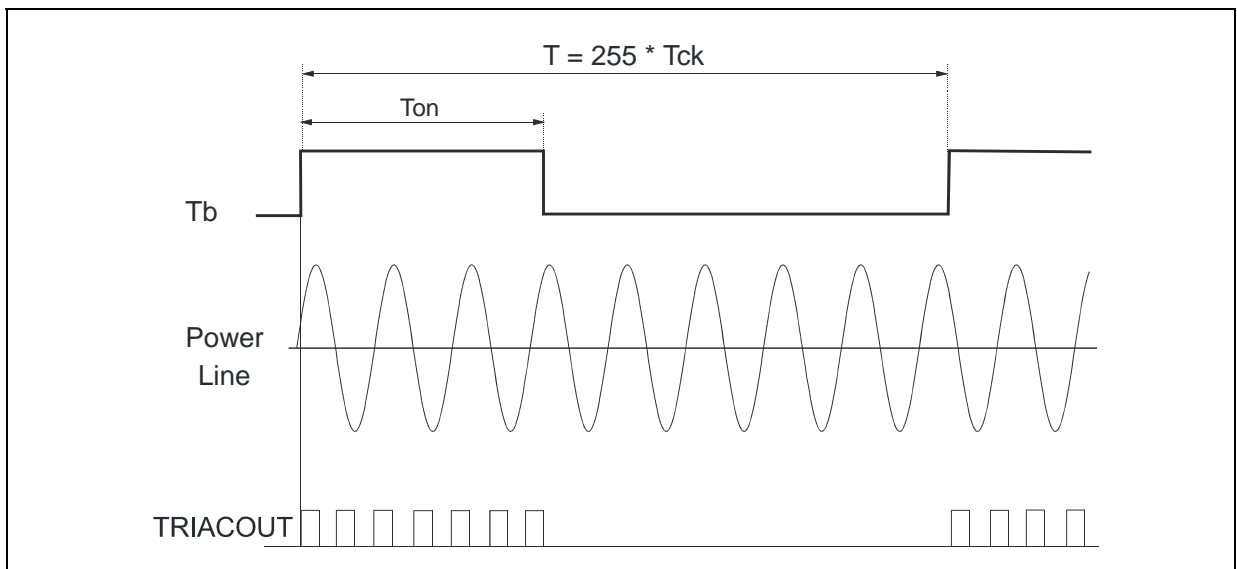 T = 255 * Tck
Ton
Tb
Power
Line
TRIACOUT